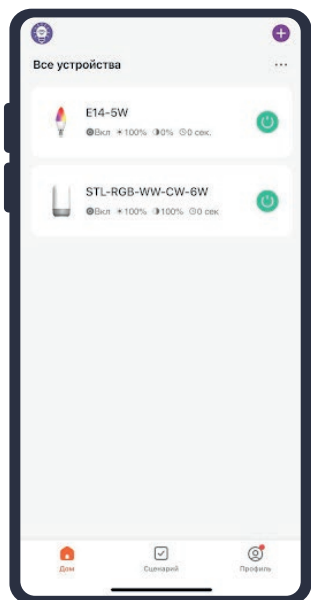 Все устройства
E14-5W
Вкл 100% 0% 0 сек.
STL-RGB-WW-CW-6W
Вкл 100% 100% 0 сек
Дом
Сценарий
Профиль